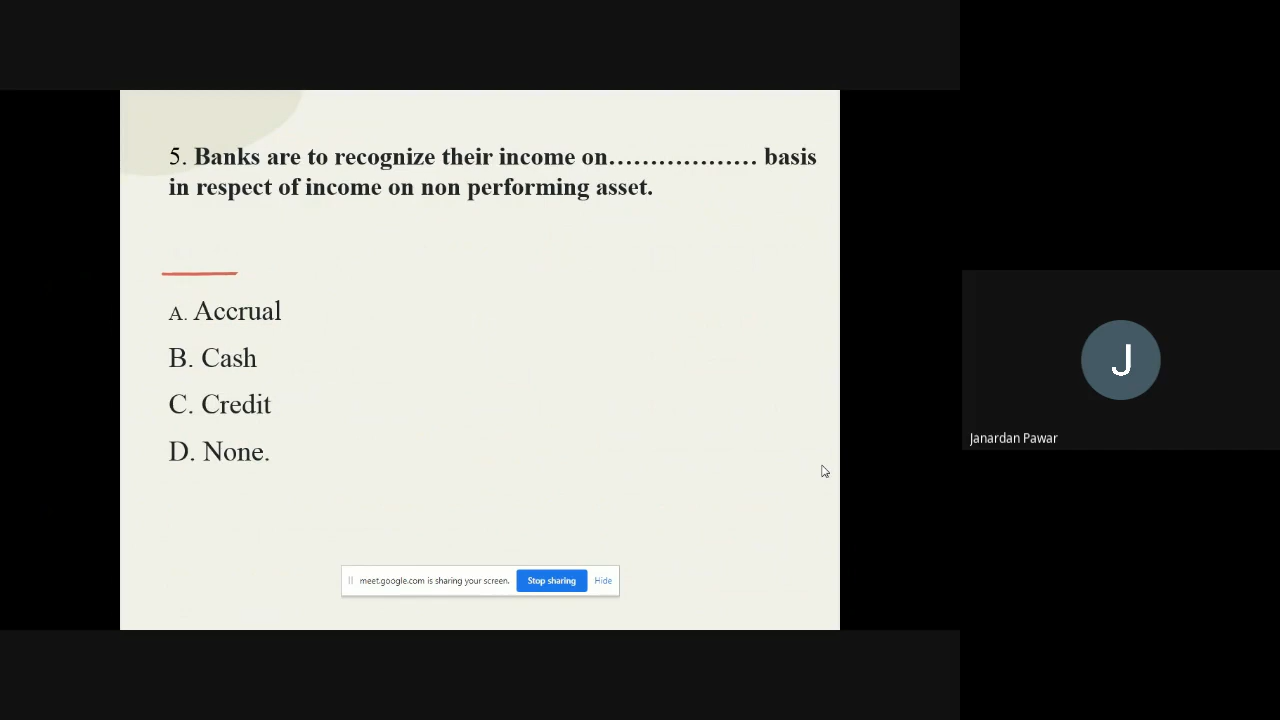 5. Banks are to recognize their income on.................. basis
in respect of income on non performing asset.
A. Accrual
B. Cash
C. Credit
D. None.
meet.google.com is sharing your screen. Stop sharing Hide
J
Janardan Pawar